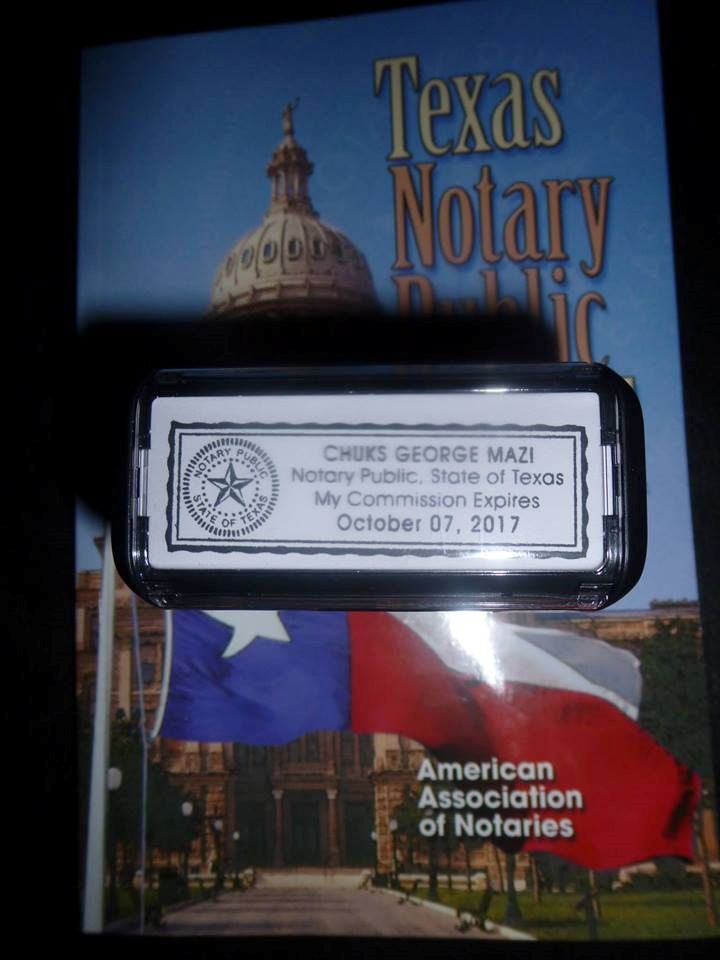 Texas
Notary
Public
CHUKS GEORGE MAZI
Notary Public, State of Texas
My Commission Expires
October 07, 2017
NOTARY PUBLIC
STATE OF TEXAS
American
Association
of Notaries